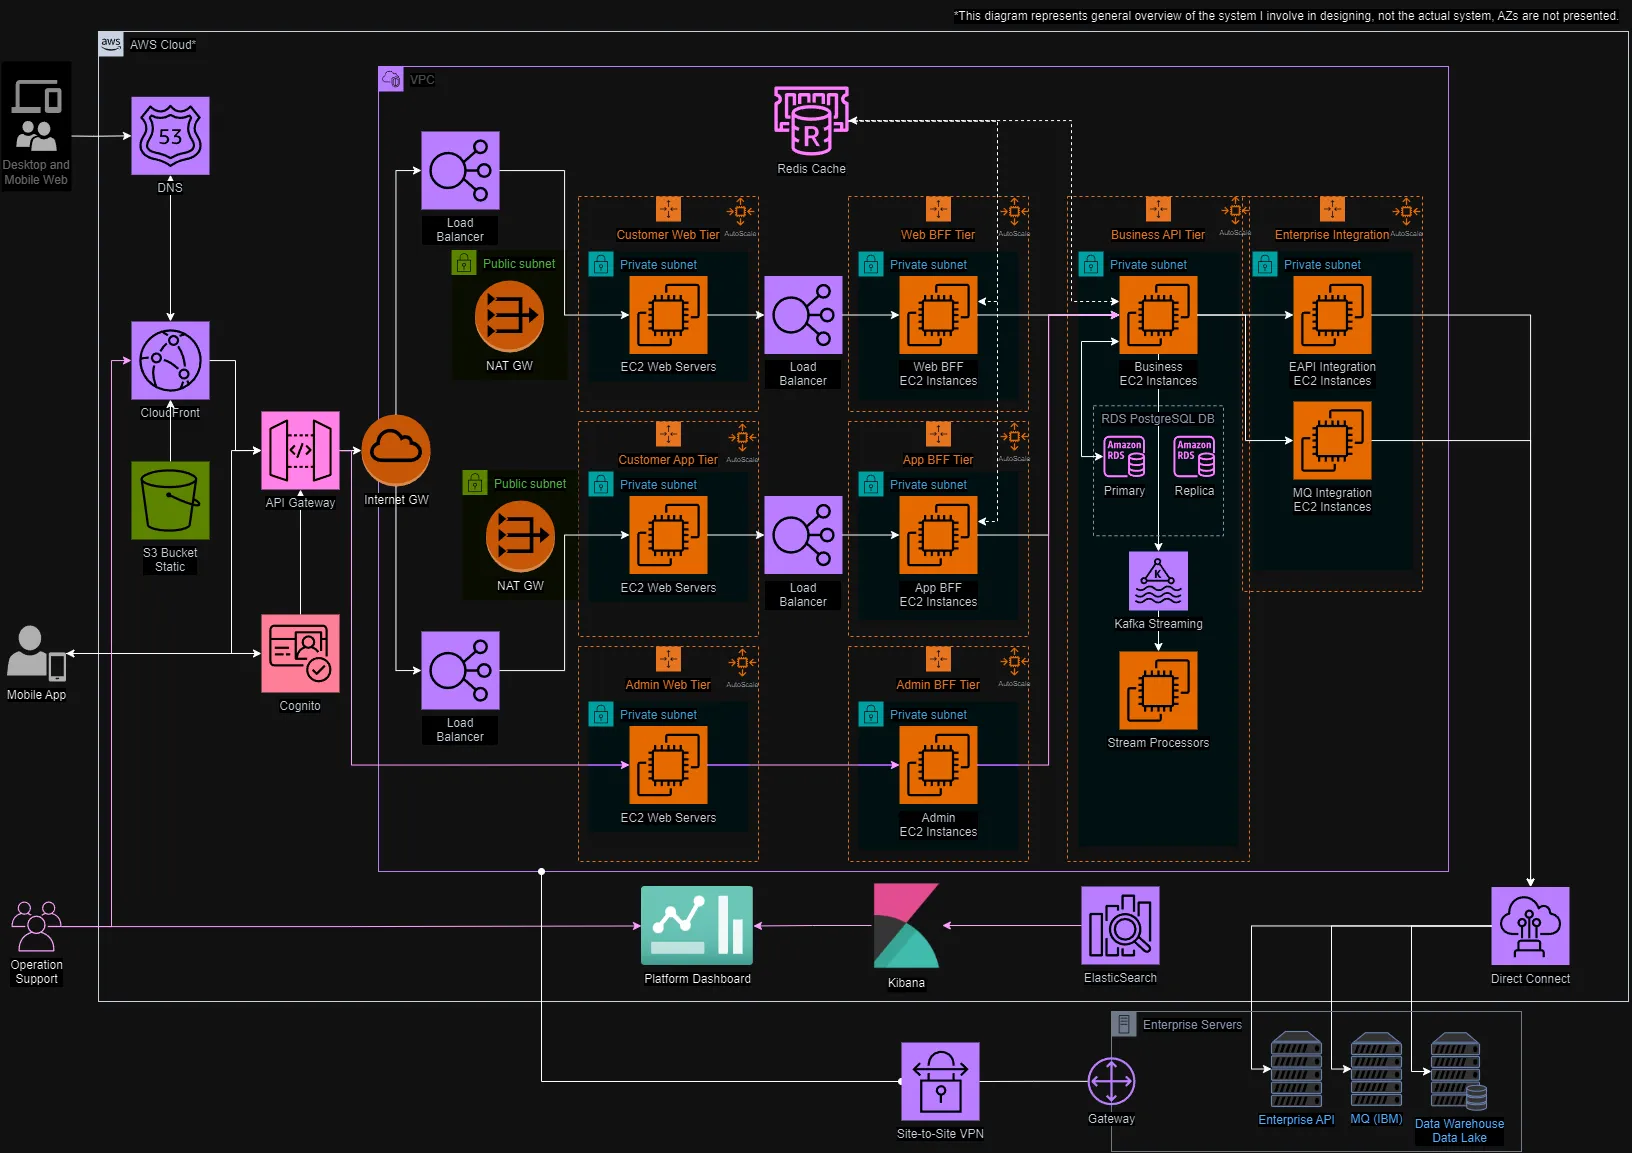 *This diagram represents general overview of the system I involve in designing, not the actual system, AZs are not presented.
aws
AWS Cloud*
VPC
Desktop and
Mobile Web
53
DNS
R
Redis Cache
Load
Balancer
Public subnet
NAT GW
Customer Web Tier
AutoScale
Private subnet
EC2 Web Servers
Load
Balancer
Web BFF Tier
AutoScale
Private subnet
Web BFF
EC2 Instances
Business API Tier
AutoScale
Private subnet
Business
EC2 Instances
Enterprise Integration
AutoScale
Private subnet
EAPI Integration
EC2 Instances
MQ Integration
EC2 Instances
CloudFront
API Gateway
Internet GW
S3 Bucket
Static
Public subnet
NAT GW
Customer App Tier
AutoScale
Private subnet
EC2 Web Servers
Load
Balancer
App BFF Tier
AutoScale
Private subnet
App BFF
EC2 Instances
RDS PostgreSQL DB
Amazon
RDS
Primary
Amazon
RDS
Replica
K
Kafka Streaming
Stream Processors
Mobile App
Cognito
Load
Balancer
Admin Web Tier
AutoScale
Private subnet
EC2 Web Servers
Admin BFF Tier
AutoScale
Private subnet
Admin
EC2 Instances
Operation
Support
Platform Dashboard
Kibana
ElasticSearch
Direct Connect
Site-to-Site VPN
Gateway
Enterprise Servers
Enterprise API
MQ (IBM)
Data Warehouse
Data Lake